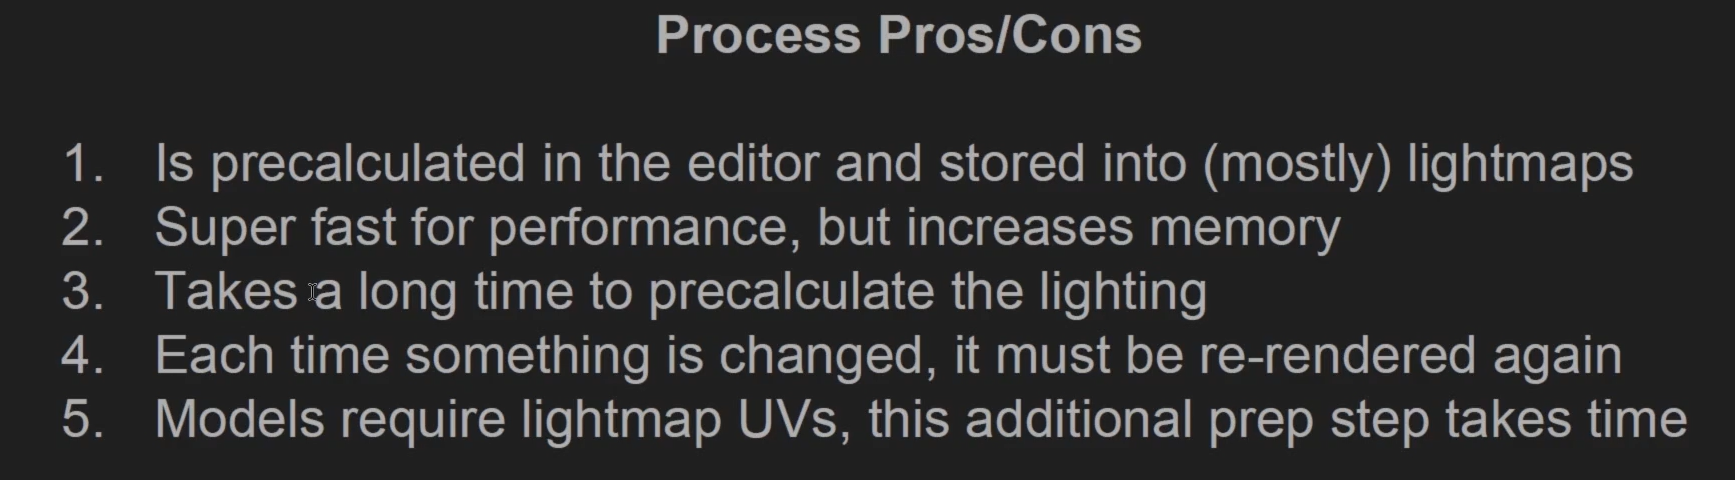 Process Pros/Cons
1. Is precalculated in the editor and stored into (mostly) lightmaps
2. Super fast for performance, but increases memory
3. Takes a long time to precalculate the lighting
4. Each time something is changed, it must be re-rendered again
5. Models require lightmap UVs, this additional prep step takes time